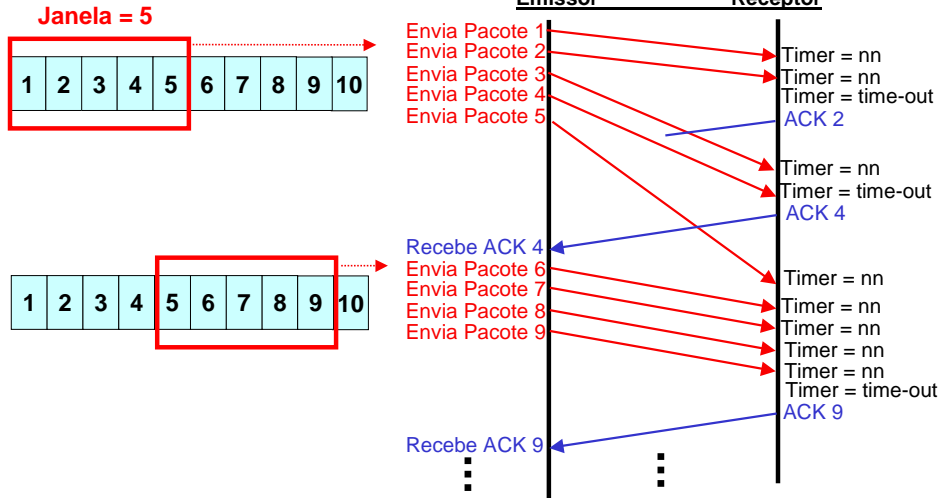 Emissor Receptor
Janela = 5
1 2 3 4 5 6 7 8 9 10
Envia Pacote 1
Envia Pacote 2
Envia Pacote 3
Envia Pacote 4
Envia Pacote 5
Timer = nn
Timer = nn
Timer = time-out
ACK 2
Timer = nn
Timer = time-out
ACK 4
Recebe ACK 4
1 2 3 4 5 6 7 8 9 10
Envia Pacote 6
Envia Pacote 7
Envia Pacote 8
Envia Pacote 9
Timer = nn
Timer = nn
Timer = nn
Timer = nn
Timer = nn
Timer = time-out
ACK 9
Recebe ACK 9